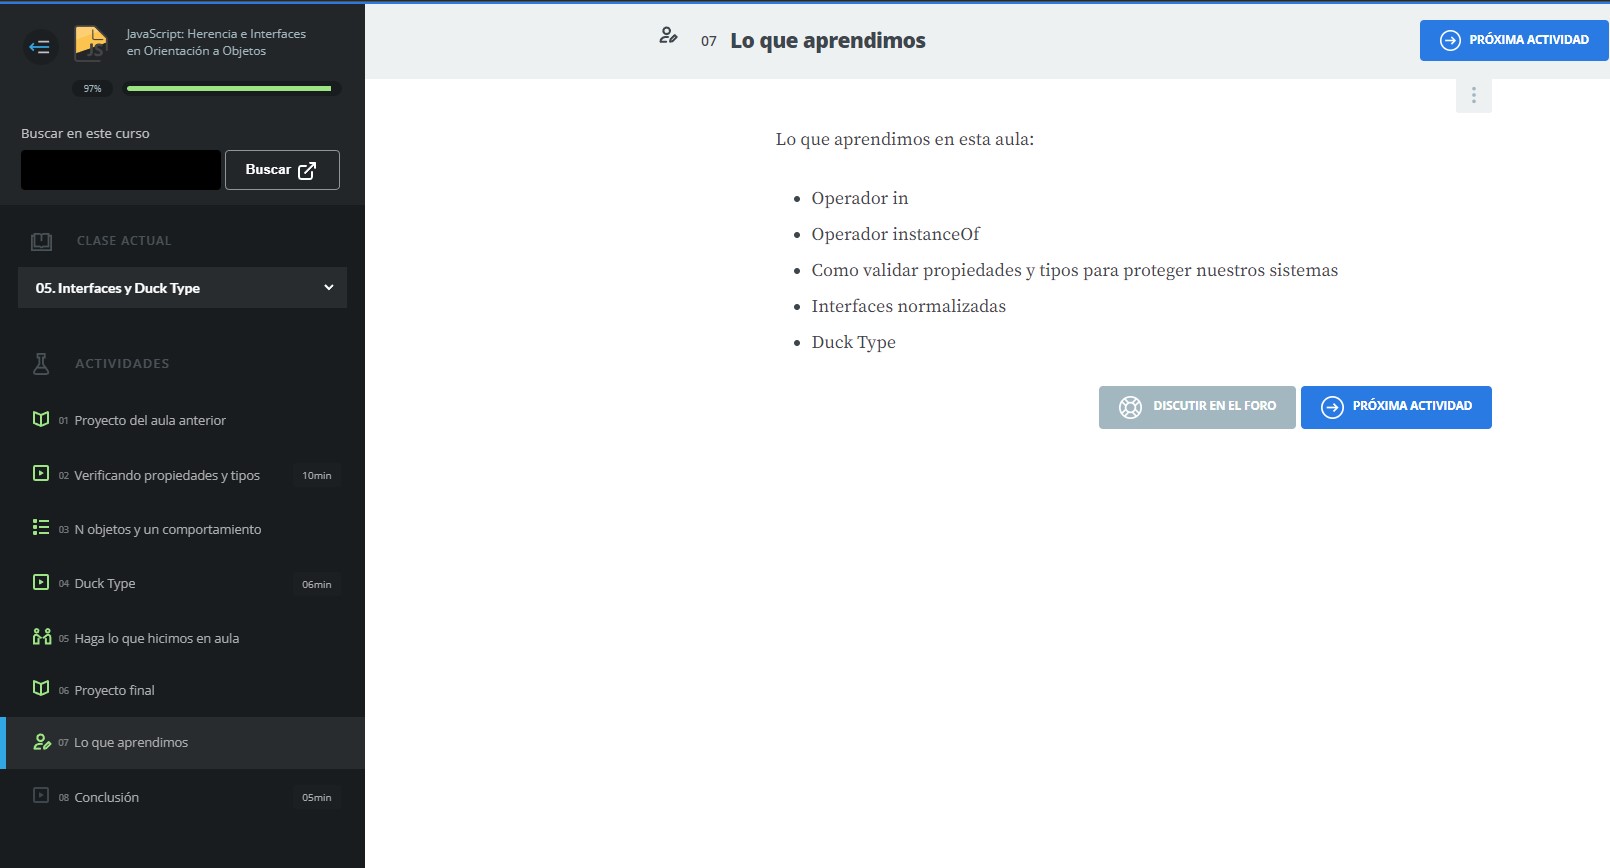 JavaScript: Herencia e Interfaces
en Orientación a Objetos
97%
Buscar en este curso
Buscar
CLASE ACTUAL
05. Interfaces y Duck Type
ACTIVIDADES
01 Proyecto del aula anterior
02 Verificando propiedades y tipos 10min
03 N objetos y un comportamiento
04 Duck Type 06min
05 Haga lo que hicimos en aula
06 Proyecto final
07 Lo que aprendimos
08 Conclusión 05min
07 Lo que aprendimos
PRÓXIMA ACTIVIDAD
Lo que aprendimos en esta aula:
• Operador in
• Operador instanceOf
• Como validar propiedades y tipos para proteger nuestros sistemas
• Interfaces normalizadas
• Duck Type
DISCUTIR EN EL FORO
PRÓXIMA ACTIVIDAD
JS